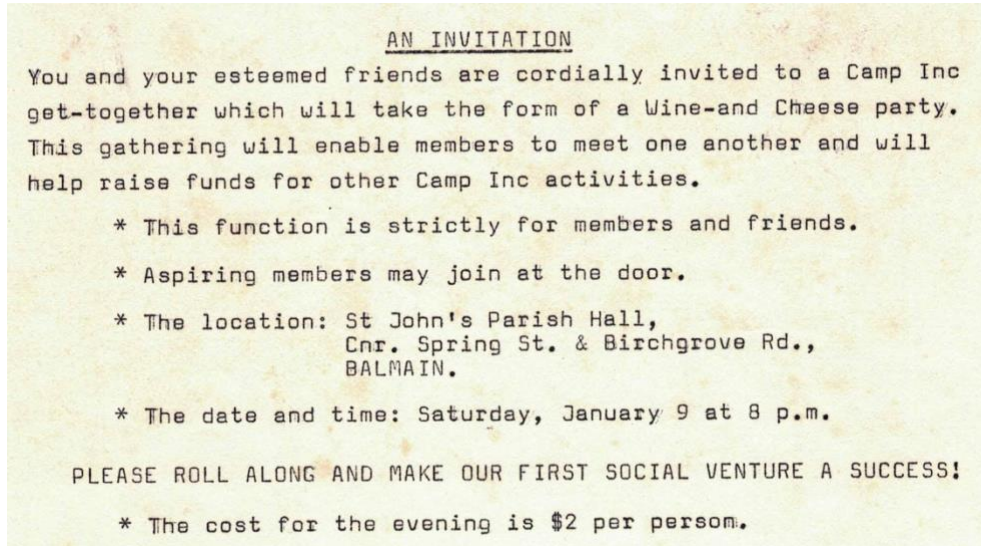 AN INVITATION
You and your esteemed friends are cordially invited to a Camp Inc
get-together which will take the form of a Wine-and Cheese party.
This gathering will enable members to meet one another and will
help raise funds for other Camp Inc activities.
* This function is strictly for members and friends.
* Aspiring members may join at the door.
* The location: St John's Parish Hall,
Cnr. Spring St. & Birchgrove Rd.,
BALMAIN.
* The date and time: Saturday, January 9 at 8 p.m.
PLEASE ROLL ALONG AND MAKE OUR FIRST SOCIAL VENTURE A SUCCESS!
* The cost for the evening is $2 per person.